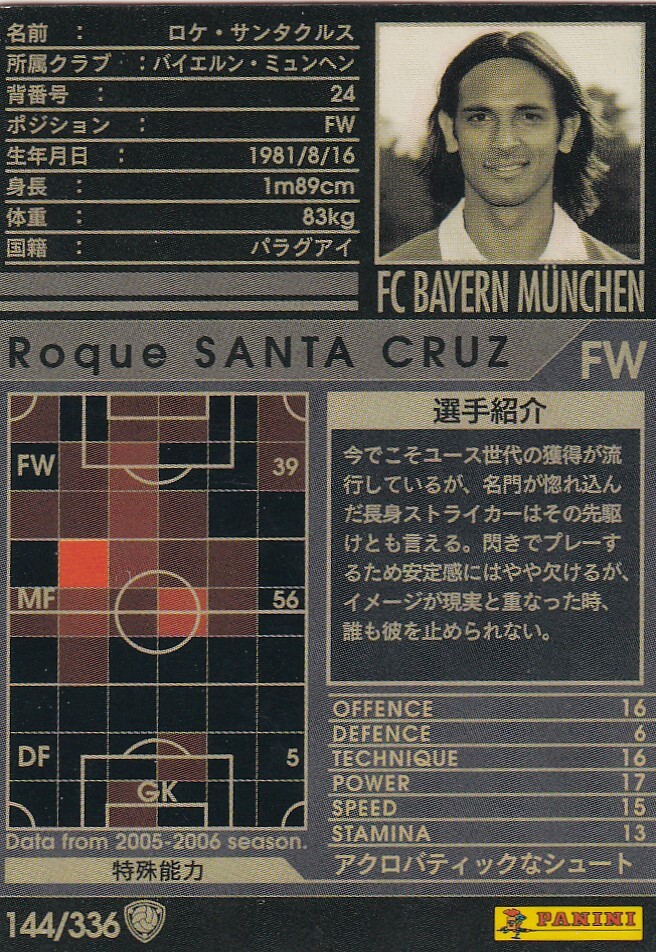 名前 : ロケ・サンタクルス
所属クラブ : バイエルン・ミュンヘン
背番号 : 24
ポジション : FW
生年月日 : 1981/8/16
身長 : 1m89cm
体重 : 83kg
国籍 : パラグアイ
FC BAYERN MÜNCHEN
Roque SANTA CRUZ FW
FW 39
MF 56
DF 5
GK
Data from 2005-2006 season.
選手紹介
今でこそユース世代の獲得が流
行しているが、名門が惚れ込ん
だ長身ストライカーはその先駆
けとも言える。閃きでプレーす
るため安定感にはやや欠けるが、
イメージが現実と重なった時、
誰も彼を止められない。
OFFENCE 16
DEFENCE 6
TECHNIQUE 16
POWER 17
SPEED 15
STAMINA 13
特殊能力 アクロバティックなシュート
144/336
PANINI